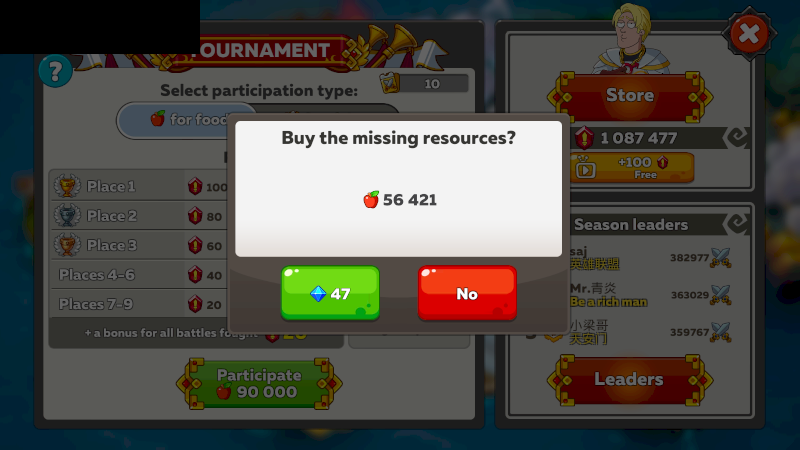 TOURNAMENT
?
Select participation type:
10
for food
Buy the missing resources?
56 421
47
No
Place 1
100
Place 2
80
Place 3
60
Places 4-6
40
Places 7-9
20
+ a bonus for all battles fought
20
Participate
90 000
Store
1 087 477
+100
Free
Season leaders
saj
英雄联盟
382977
Mr.青炎
Be a rich man
363029
小梁哥
天安门
359767
Leaders